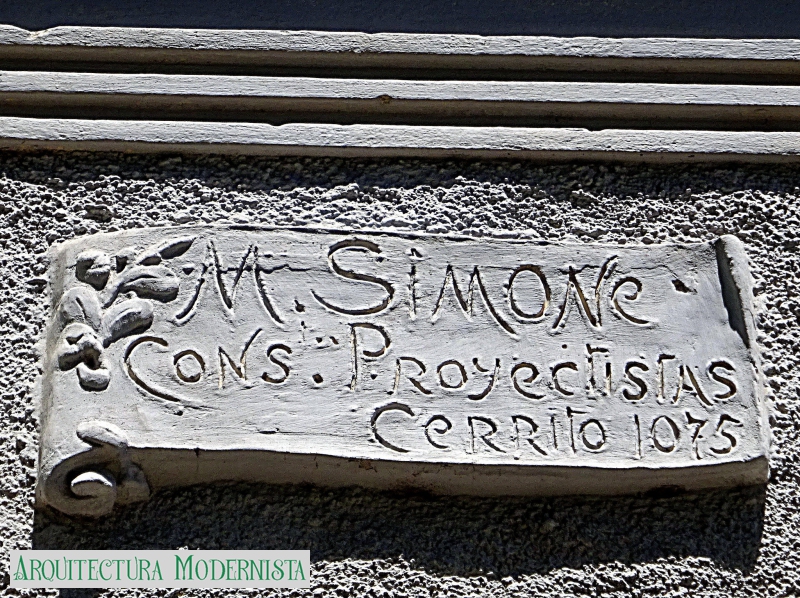 M. Simone
Cons. Proyectistas
Cerrito 1075
Arquitectura Modernista